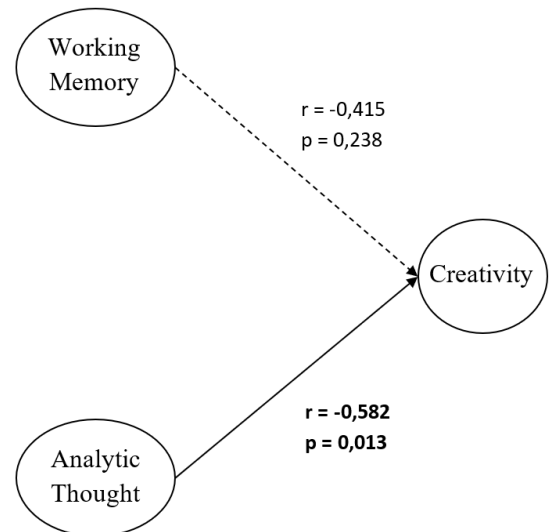 Working
Memory
r = -0,415
p = 0,238
Creativity
r = -0,582
p = 0,013
Analytic
Thought